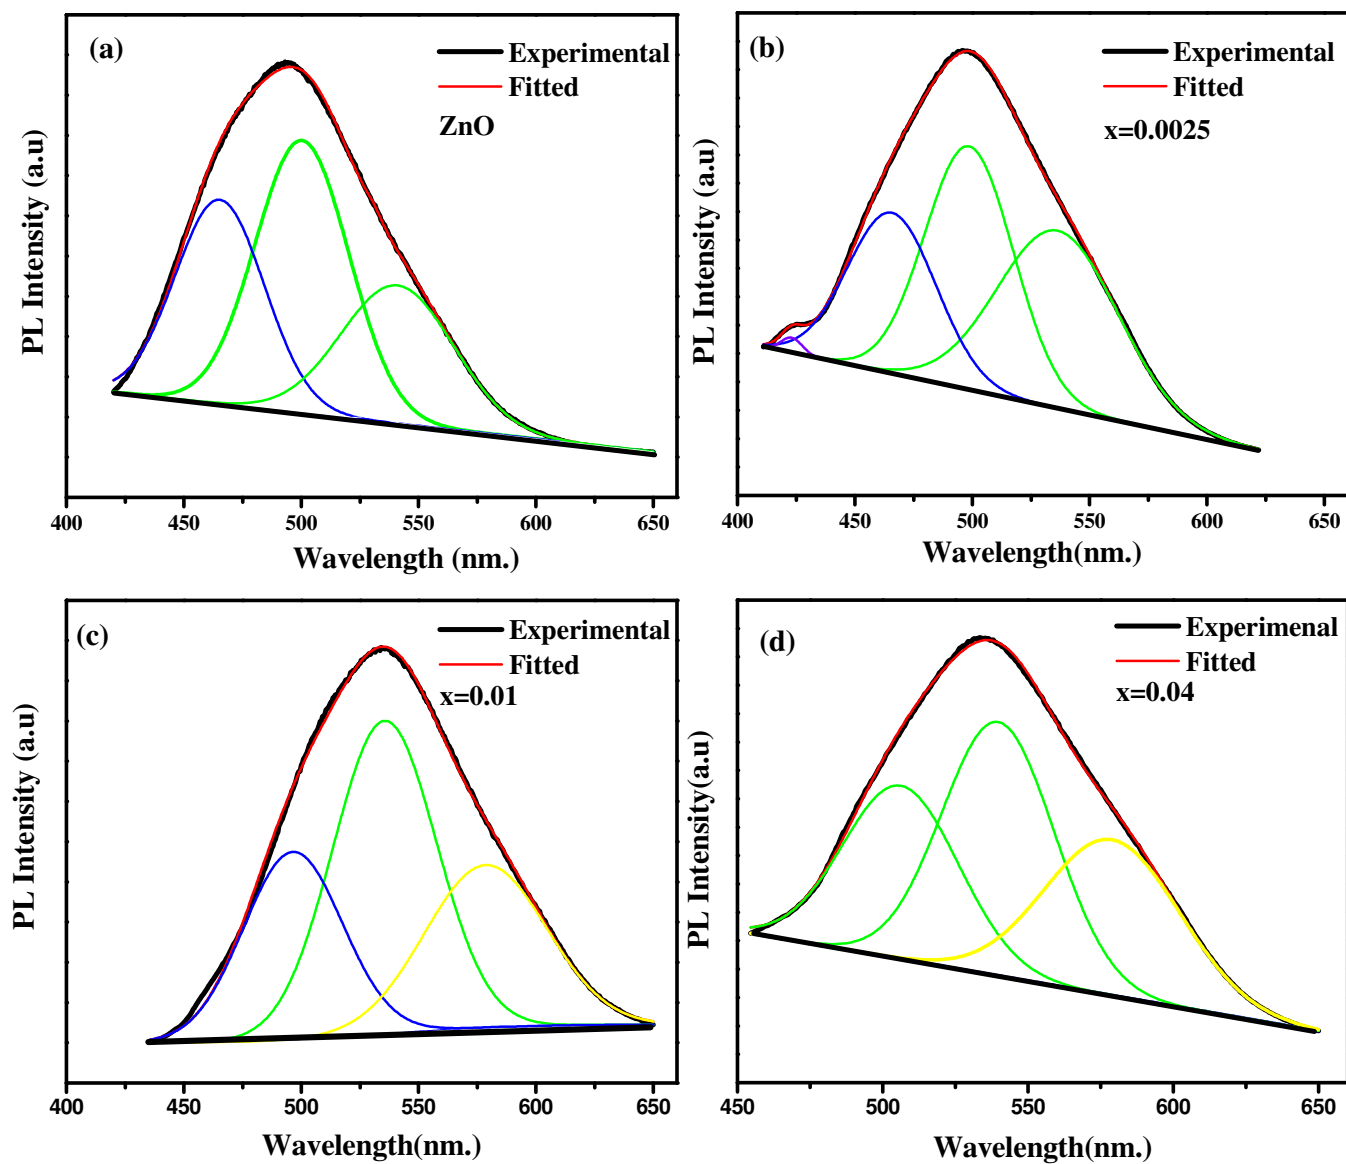 (a)
Experimental
Fitted
ZnO
PL Intensity (a.u)
400 450 500 550 600 650
Wavelength (nm.)
(b)
Experimental
Fitted
x=0.0025
PL Intensity (a.u)
400 450 500 550 600 650
Wavelength(nm.)
(c)
Experimental
Fitted
x=0.01
PL Intensity (a.u)
400 450 500 550 600 650
Wavelength(nm.)
(d)
Experimenal
Fitted
x=0.04
PL Intensity(a.u)
450 500 550 600 650
Wavelength(nm.)